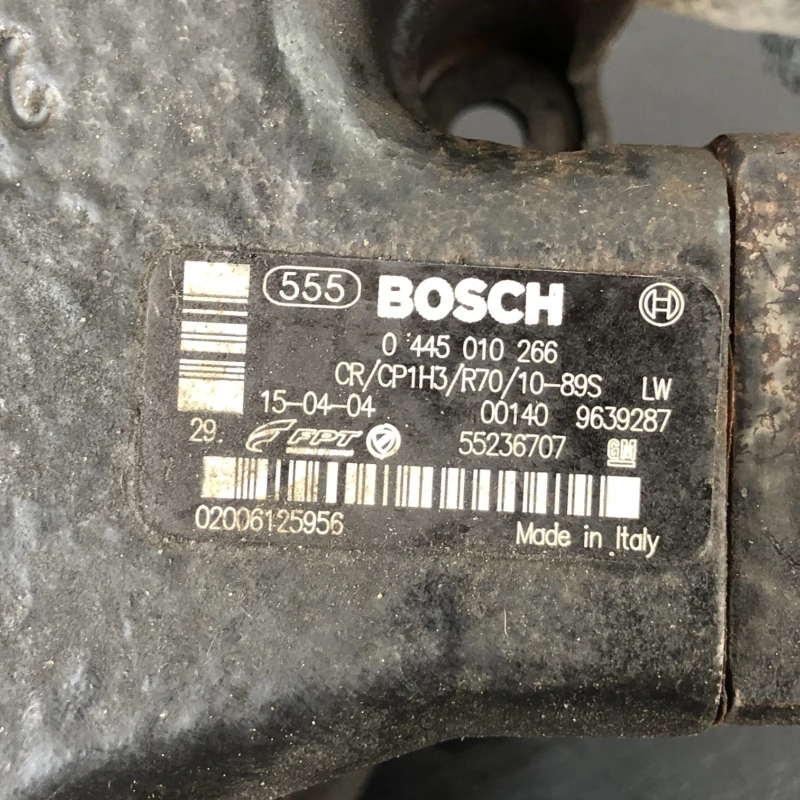 555 BOSCH
0 445 010 266
CR/CP1H3/R70/10-89S LW
15-04-04 00140 9639287
29. FPT 55236707 GM
02006125956 Made in Italy